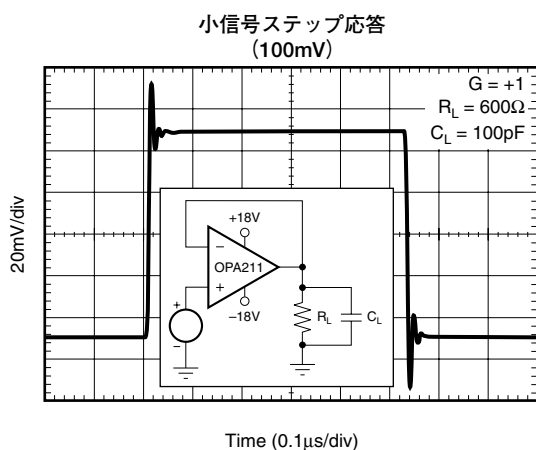 小信号ステップ応答
(100mV)
G = +1
R_L = 600Ω
C_L = 100pF
20mV/div
+18V
−
OPA211
+
−18V
+
−
R_L
C_L
Time (0.1μs/div)